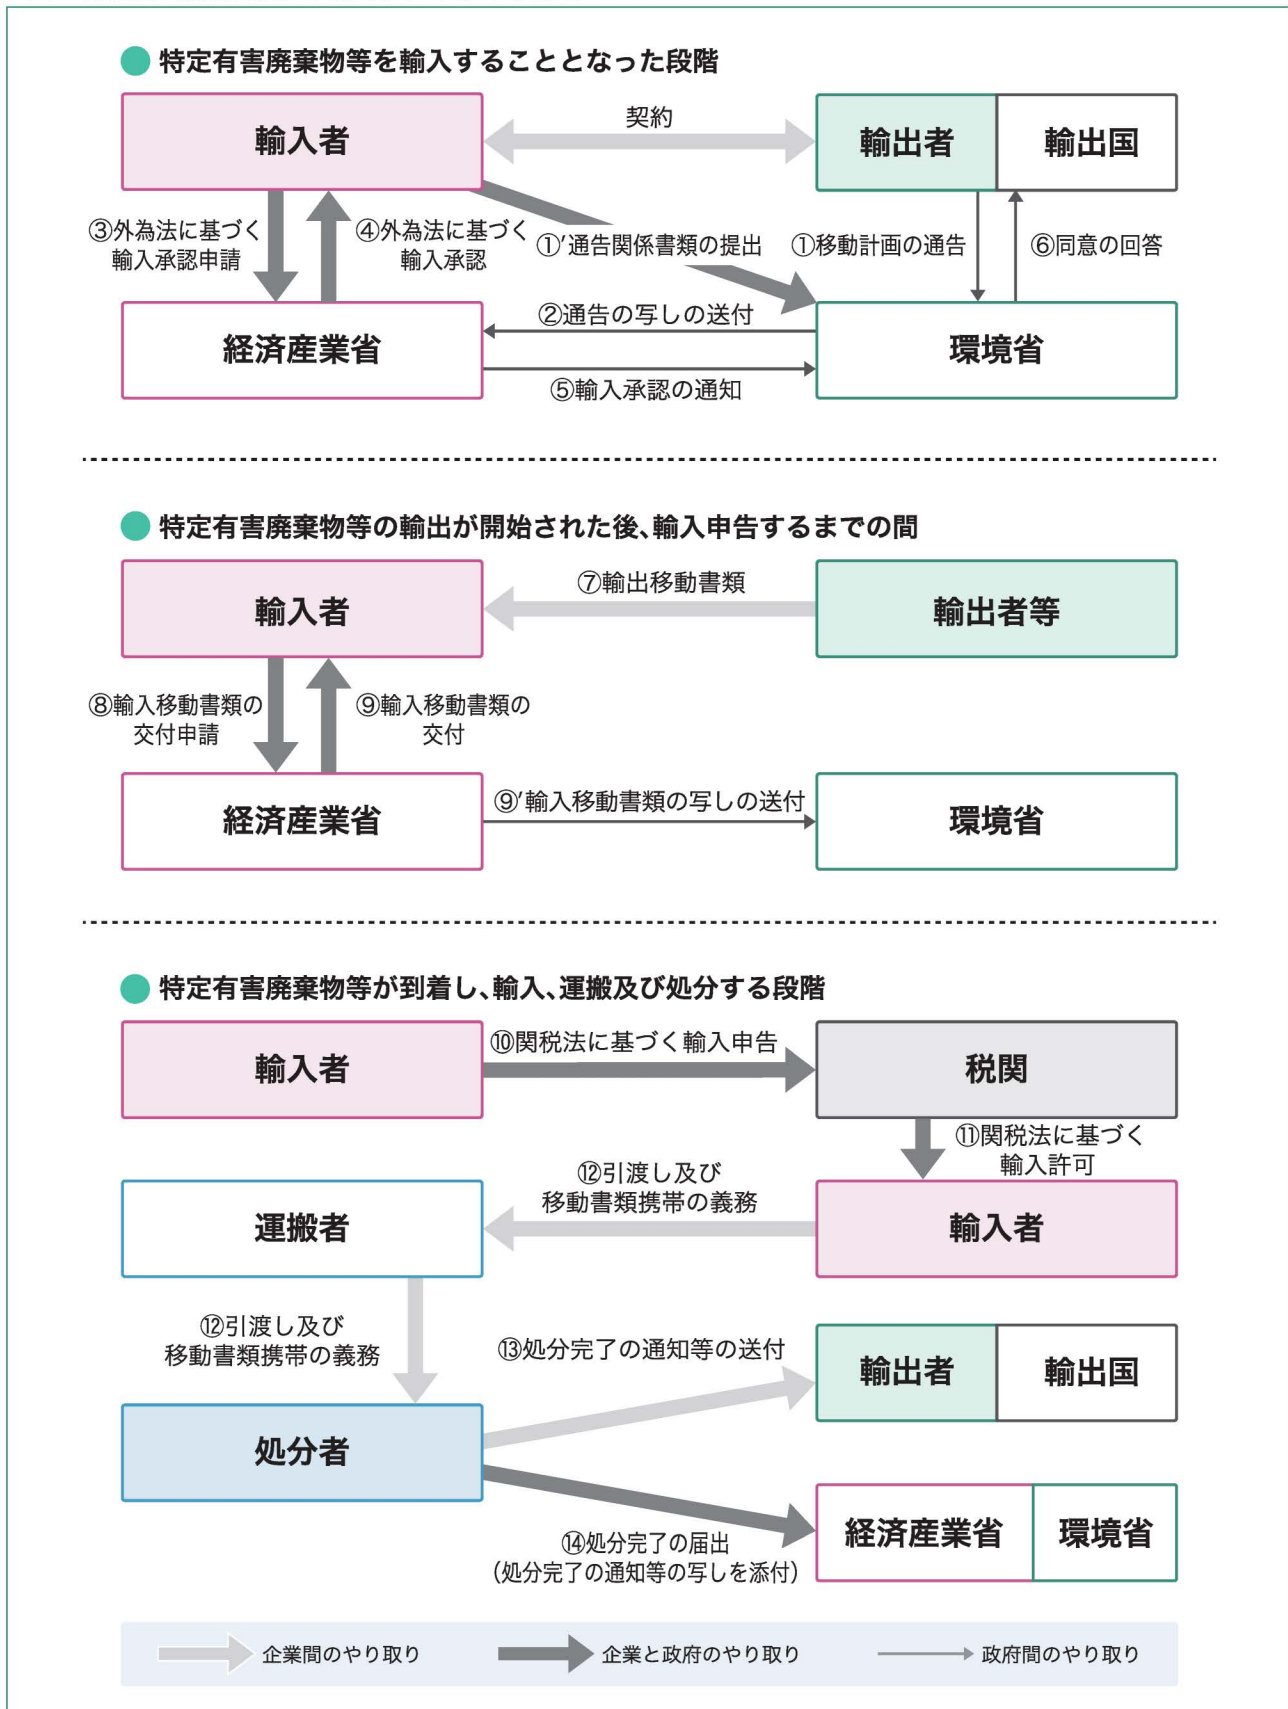 特定有害廃棄物等を輸入することとなった段階
輸入者
契約
輸出者
輸出国
③外為法に基づく
輸入承認申請
④外為法に基づく
輸入承認
①’通告関係書類の提出
①移動計画の通告
⑥同意の回答
経済産業省
②通告の写しの送付
⑤輸入承認の通知
環境省
特定有害廃棄物等の輸出が開始された後、輸入申告するまでの間
輸入者
⑦輸出移動書類
輸出者等
⑧輸入移動書類の
交付申請
⑨輸入移動書類の
交付
経済産業省
⑨’輸入移動書類の写しの送付
環境省
特定有害廃棄物等が到着し、輸入、運搬及び処分する段階
輸入者
⑩関税法に基づく輸入申告
税関
⑪関税法に基づく
輸入許可
運搬者
⑫引渡し及び
移動書類携帯の義務
輸入者
⑫引渡し及び
移動書類携帯の義務
⑬処分完了の通知等の送付
輸出者
輸出国
処分者
⑭処分完了の届出
(処分完了の通知等の写しを添付)
経済産業省
環境省
企業間のやり取り
企業と政府のやり取り
政府間のやり取り